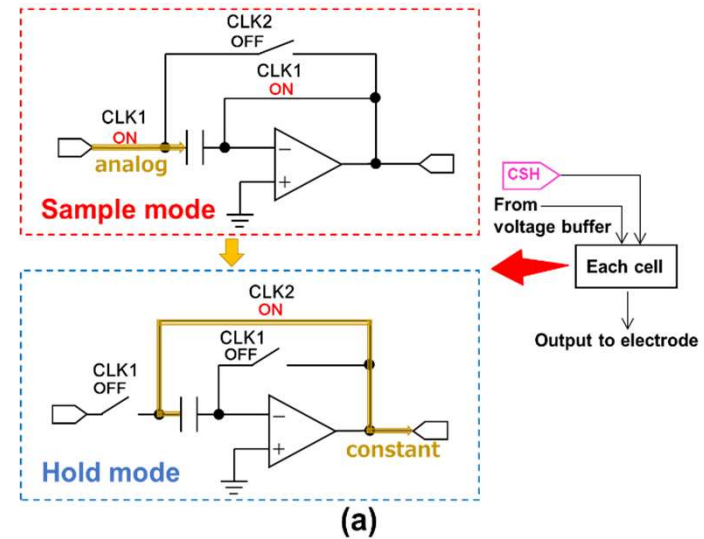 CLK2
OFF
CLK1
ON
CLK1
ON
analog
−
+
Sample mode
CLK2
ON
CLK1
OFF
CLK1
OFF
−
+
constant
Hold mode
CSH
From
voltage buffer
Each cell
Output to electrode
(a)